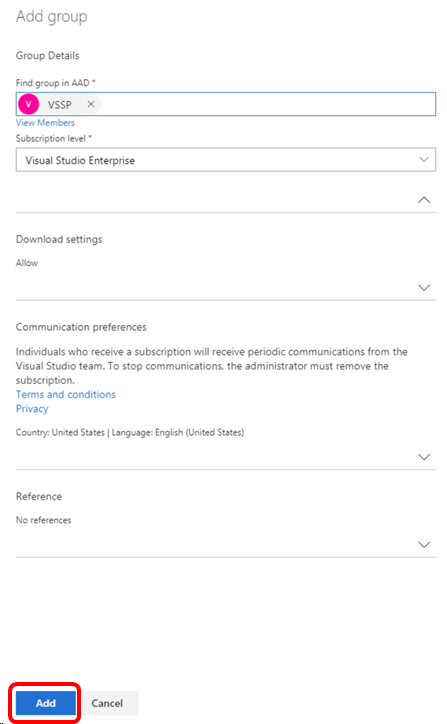 Add group
Group Details
Find group in AAD *
V VSSP
View Members
Subscription level *
Visual Studio Enterprise
Download settings
Allow
Communication preferences
Individuals who receive a subscription will receive periodic communications from the
Visual Studio team. To stop communications, the administrator must remove the
subscription.
Terms and conditions
Privacy
Country: United States | Language: English (United States)
Reference
No references
Add Cancel